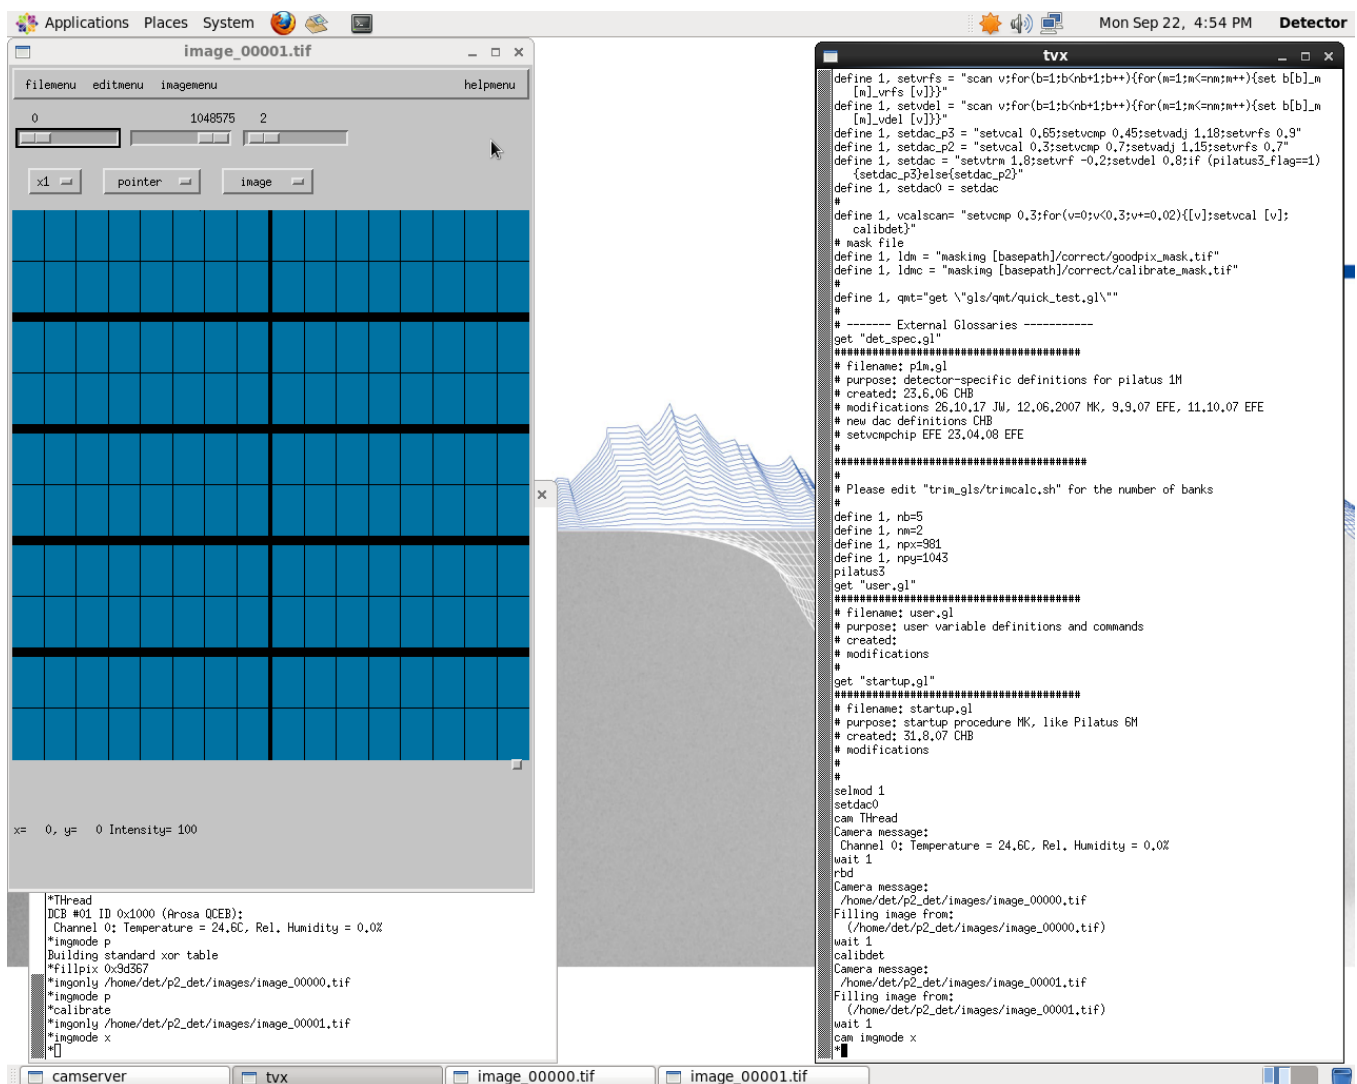 Applications Places System
Mon Sep 22, 4:54 PM Detector
image_00001.tif
filemenu editmenu imagemenu helpmenu
0 1048575 2
x1 pointer image
x= 0, y= 0 Intensity= 100
*THread
DCB #01 ID 0x1000 (Arosa QCEB):
Channel 0: Temperature = 24.6C, Rel. Humidity = 0.0%
*imgmode p
Building standard xor table
*fillpix 0x9d367
*imgonly /home/det/p2_det/images/image_00000.tif
*imgmode p
*calibrate
*imgonly /home/det/p2_det/images/image_00001.tif
*imgmode x
*
tvx
define 1, setvrfs = "scan v;for(b=1;b<nb+1;b++){for(m=1;m<=nm;m++){set b[b]_m
[m]_vrfs [v]}}"
define 1, setvdel = "scan v;for(b=1;b<nb+1;b++){for(m=1;m<=nm;m++){set b[b]_m
[m]_vdel [v]}}"
define 1, setdac_p3 = "setvcal 0.65;setvcmp 0.45;setvadj 1.18;setvrfs 0.9"
define 1, setdac_p2 = "setvcal 0.3;setvcmp 0.7;setvadj 1.15;setvrfs 0.7"
define 1, setdac = "setvtrm 1.8;setvrf -0.2;setvdel 0.8;if (pilatus3_flag==1)
{setdac_p3}else{setdac_p2}"
define 1, setdac0 = setdac
#
define 1, vcalscan= "setvcmp 0.3;for(v=0;v<0.3;v+=0.02){[v];setvcal [v];
calibdet}"
# mask file
define 1, ldm = "maskimg [basepath]/correct/goodpix_mask.tif"
define 1, ldmc = "maskimg [basepath]/correct/calibrate_mask.tif"
#
define 1, qmt="get \"gls/qmt/quick_test.gl\""
#
# ------- External Glossaries -----------
get "det_spec.gl"
#######################################
# filename: p1m.gl
# purpose: detector-specific definitions for pilatus 1M
# created: 23.6.06 CHB
# modifications 26.10.17 JW, 12.06.2007 MK, 9.9.07 EFE, 11.10.07 EFE
# new dac definitions CHB
# setvcmpchip EFE 23.04.08 EFE
#
########################################
#
# Please edit "trim_gls/trimcalc.sh" for the number of banks
#
define 1, nb=5
define 1, nm=2
define 1, npx=981
define 1, npy=1043
pilatus3
get "user.gl"
#######################################
# filename: user.gl
# purpose: user variable definitions and commands
# created:
# modifications
#
get "startup.gl"
#######################################
# filename: startup.gl
# purpose: startup procedure MK, like Pilatus 6M
# created: 31.8.07 CHB
# modifications
#
#
selmod 1
setdac0
cam THread
Camera message:
Channel 0: Temperature = 24.6C, Rel. Humidity = 0.0%
wait 1
rbd
Camera message:
/home/det/p2_det/images/image_00000.tif
Filling image from:
(/home/det/p2_det/images/image_00000.tif)
wait 1
calibdet
Camera message:
/home/det/p2_det/images/image_00001.tif
Filling image from:
(/home/det/p2_det/images/image_00001.tif)
wait 1
cam imgmode x
*
camserver tvx image_00000.tif image_00001.tif